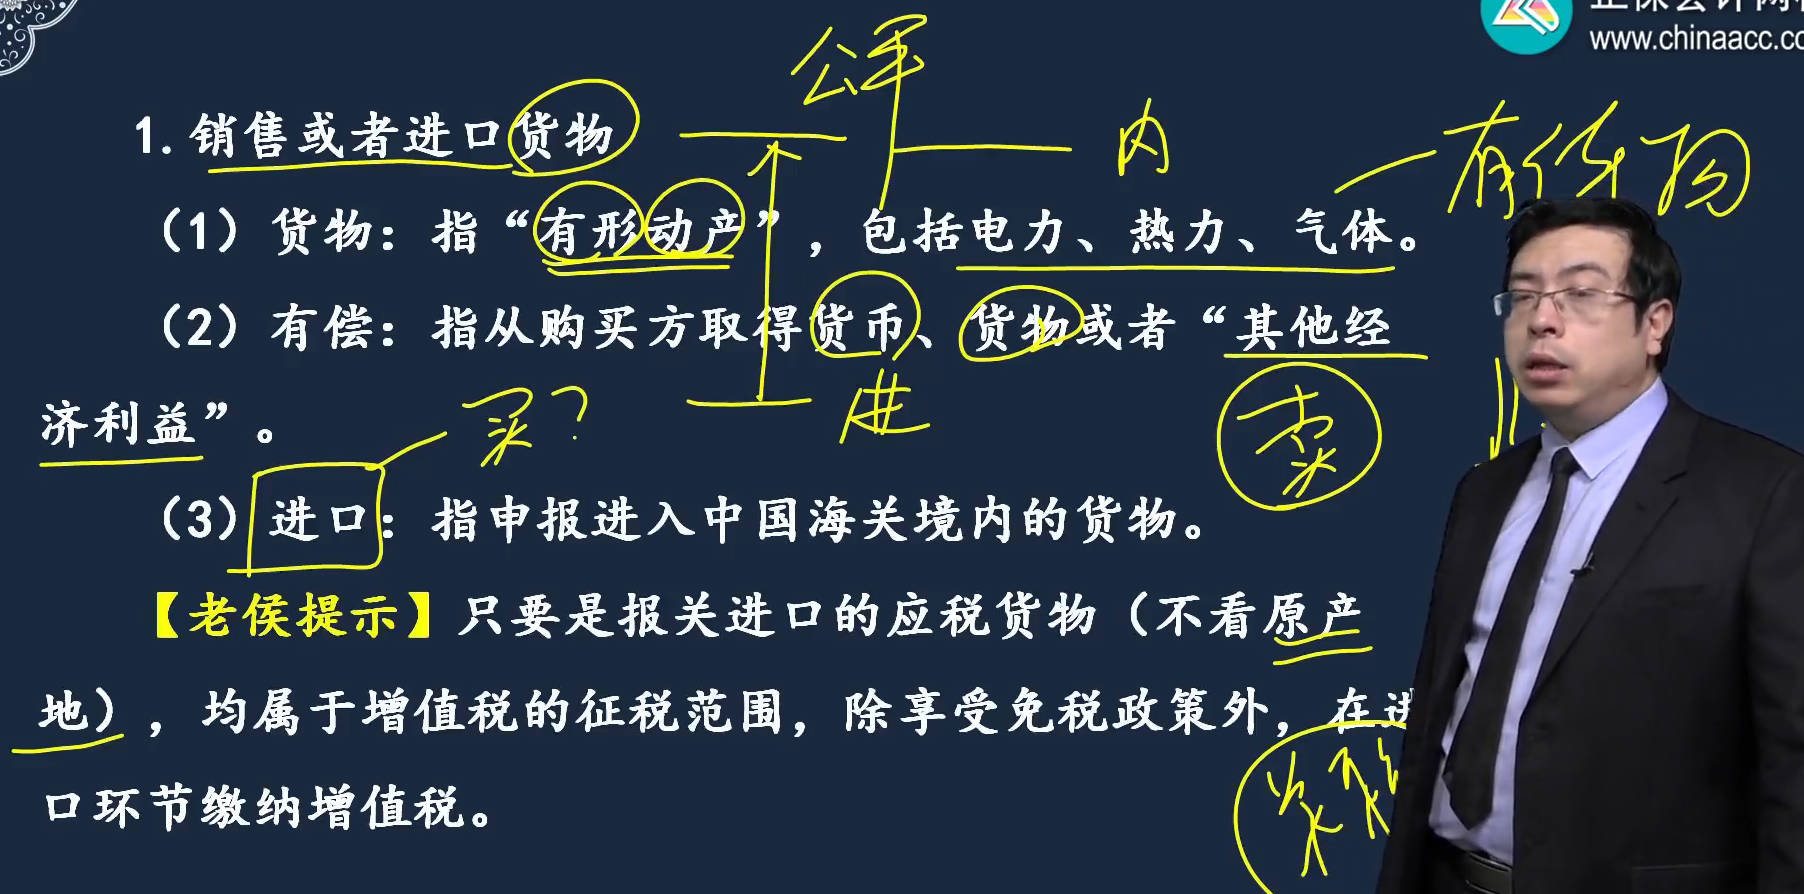 www.chinaacc.co
公平
1.销售或者进口货物
内
有体物
（1）货物：指“有形动产”，包括电力、热力、气体。
（2）有偿：指从购买方取得货币、货物或者“其他经
济利益”。
买？
进
卖
（3）进口：指申报进入中国海关境内的货物。
【老侯提示】只要是报关进口的应税货物（不看原产
地），均属于增值税的征税范围，除享受免税政策外，在进
口环节缴纳增值税。